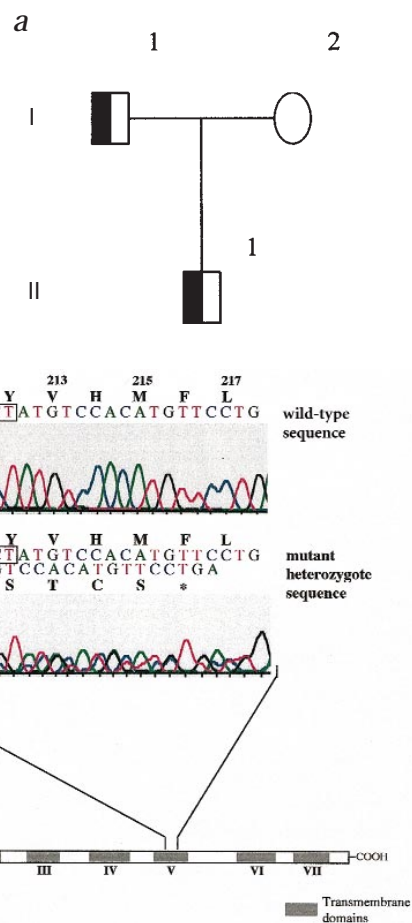 a
1 2
I
1
II
213 215 217
Y V H M F L
TATGTCCACATGTTCCTG
wild-type
sequence
Y V H M F L
TATGTCCACATGTTCCTG
TCCACATGTTCCTGA
S T C S *
mutant
heterozygote
sequence
III IV V VI VII
COOH
Transmembrane
domains